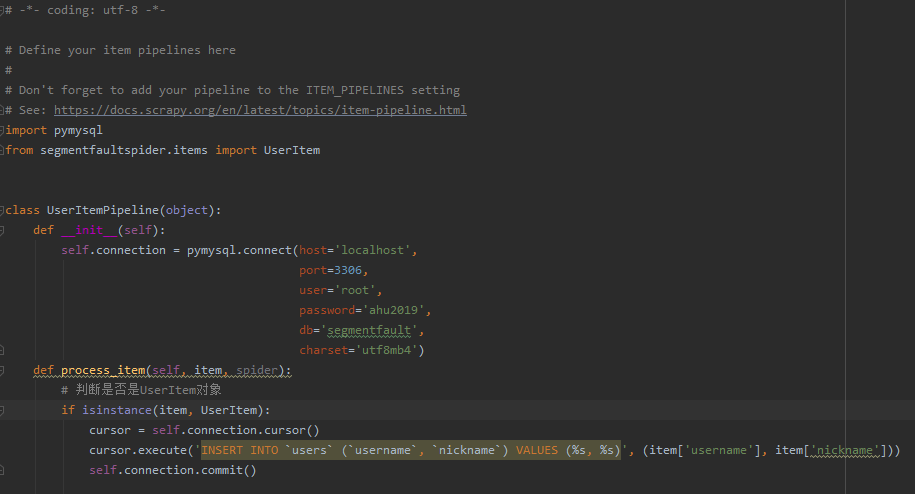 # -*- coding: utf-8 -*-
# Define your item pipelines here
#
# Don't forget to add your pipeline to the ITEM_PIPELINES setting
# See: https://docs.scrapy.org/en/latest/topics/item-pipeline.html
import pymysql
from segmentfaultspider.items import UserItem
class UserItemPipeline(object):
    def __init__(self):
        self.connection = pymysql.connect(host='localhost',
                                          port=3306,
                                          user='root',
                                          password='ahu2019',
                                          db='segmentfault',
                                          charset='utf8mb4')
    def process_item(self, item, spider):
        # 判断是否是UserItem对象
        if isinstance(item, UserItem):
            cursor = self.connection.cursor()
            cursor.execute('INSERT INTO `users` (`username`, `nickname`) VALUES (%s, %s)', (item['username'], item['nickname']))
            self.connection.commit()